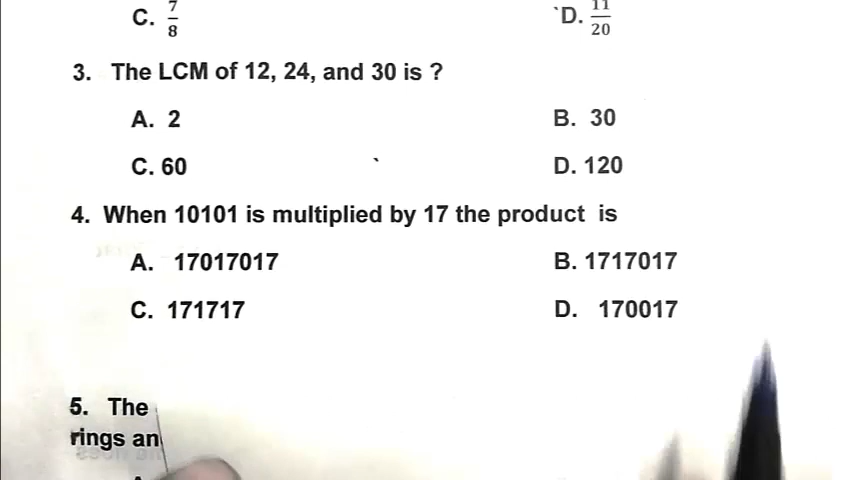 C. 7/8 `D. 11/20
3. The LCM of 12, 24, and 30 is ?
A. 2 B. 30
C. 60 D. 120
4. When 10101 is multiplied by 17 the product is
A. 17017017 B. 1717017
C. 171717 D. 170017
5. The
rings an